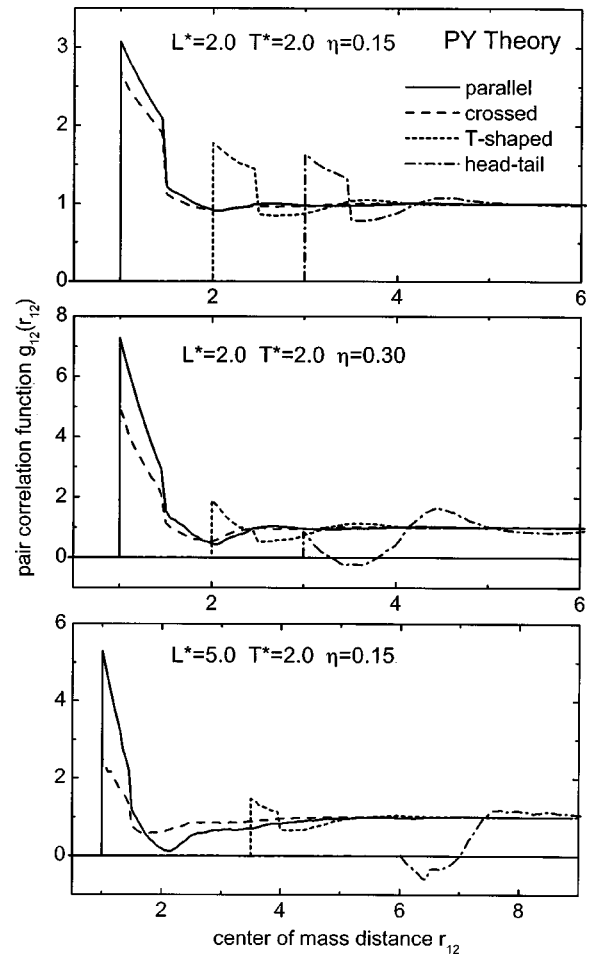 L*=2.0 T*=2.0 η=0.15
PY Theory
parallel
crossed
T-shaped
head-tail
3
2
1
0
2
4
6
L*=2.0 T*=2.0 η=0.30
8
6
4
2
0
2
4
6
L*=5.0 T*=2.0 η=0.15
6
4
2
0
2
4
6
8
pair correlation function g₁₂(r₁₂)
center of mass distance r₁₂